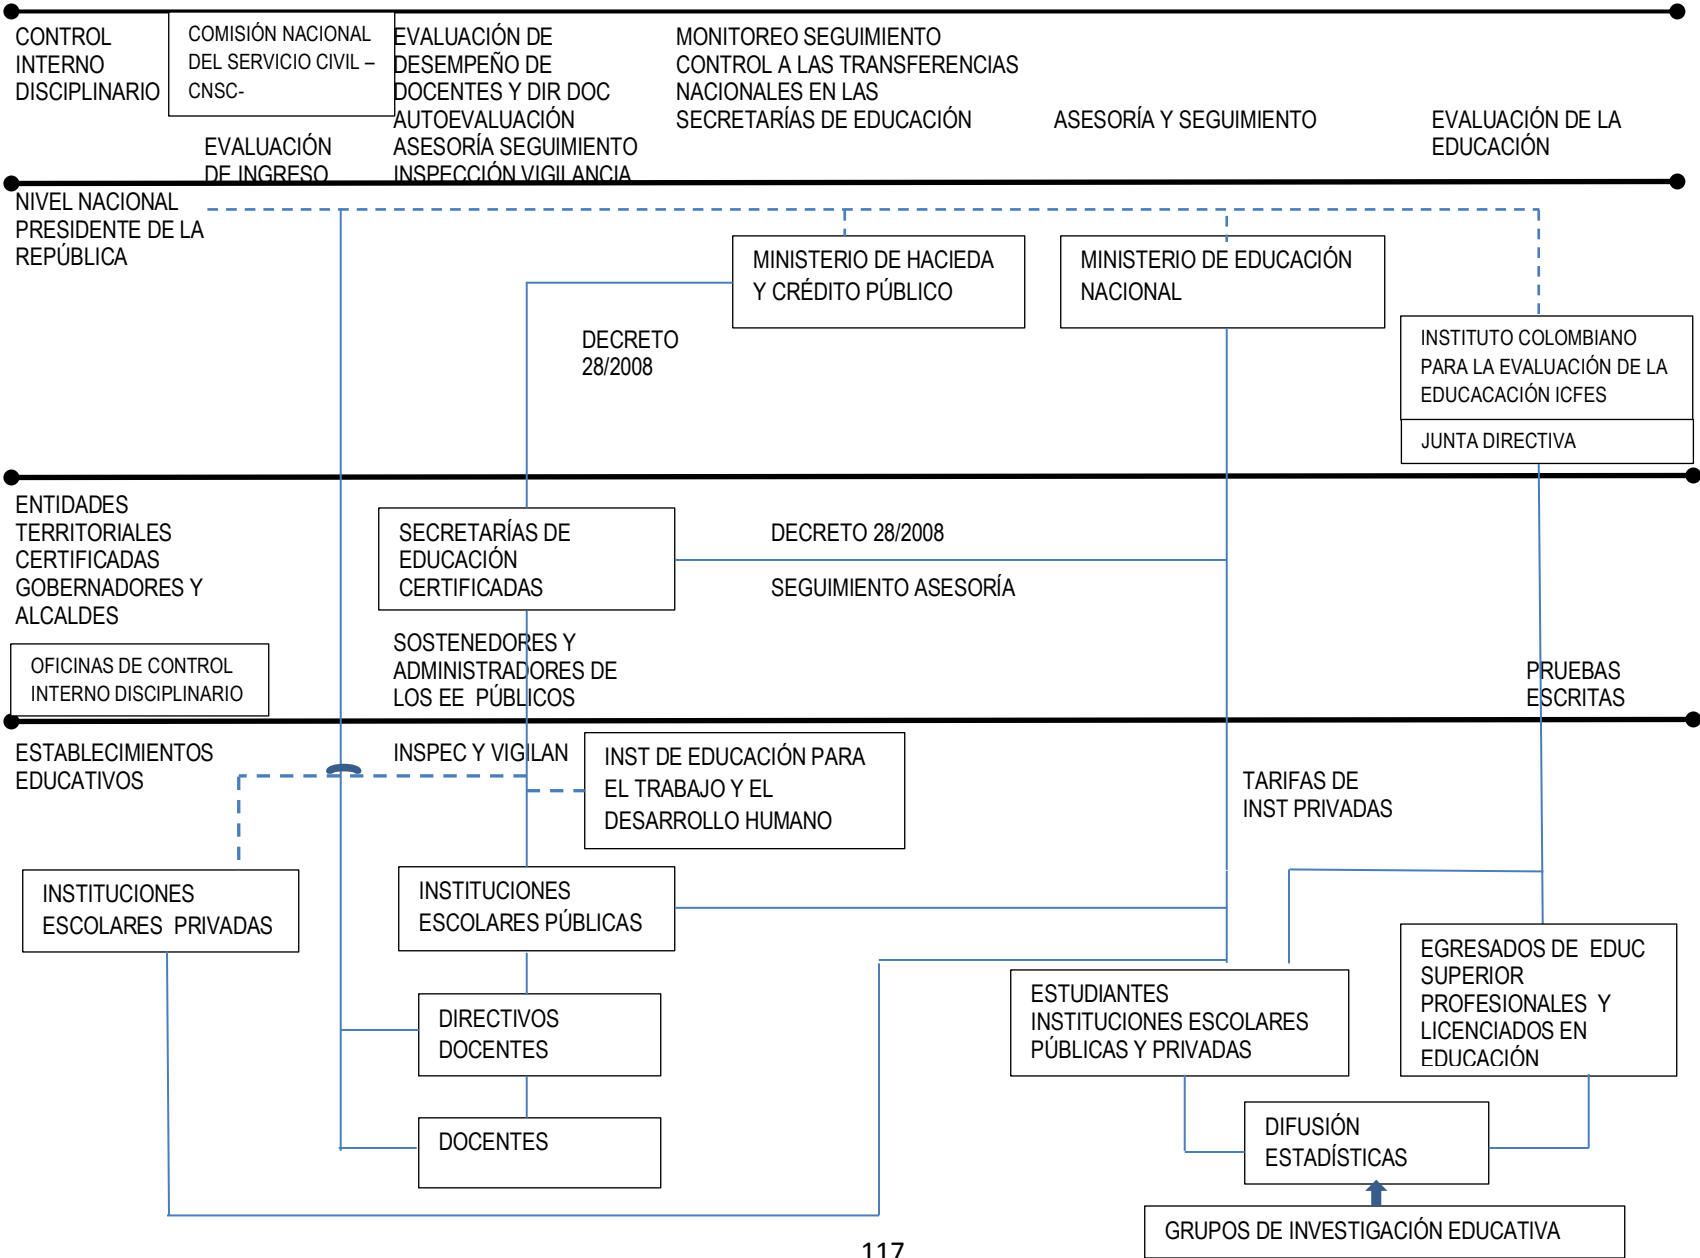 CONTROL
INTERNO
DISCIPLINARIO
COMISIÓN NACIONAL
DEL SERVICIO CIVIL –
CNSC-
EVALUACIÓN
DE INGRESO
EVALUACIÓN DE
DESEMPEÑO DE
DOCENTES Y DIR DOC
AUTOEVALUACIÓN
ASESORÍA SEGUIMIENTO
INSPECCIÓN VIGILANCIA
MONITOREO SEGUIMIENTO
CONTROL A LAS TRANSFERENCIAS
NACIONALES EN LAS
SECRETARÍAS DE EDUCACIÓN
ASESORÍA Y SEGUIMIENTO
EVALUACIÓN DE LA
EDUCACIÓN
NIVEL NACIONAL
PRESIDENTE DE LA
REPÚBLICA
MINISTERIO DE HACIEDA
Y CRÉDITO PÚBLICO
MINISTERIO DE EDUCACIÓN
NACIONAL
DECRETO
28/2008
INSTITUTO COLOMBIANO
PARA LA EVALUACIÓN DE LA
EDUCACACIÓN ICFES
JUNTA DIRECTIVA
ENTIDADES
TERRITORIALES
CERTIFICADAS
GOBERNADORES Y
ALCALDES
OFICINAS DE CONTROL
INTERNO DISCIPLINARIO
SECRETARÍAS DE
EDUCACIÓN
CERTIFICADAS
DECRETO 28/2008
SEGUIMIENTO ASESORÍA
SOSTENEDORES Y
ADMINISTRADORES DE
LOS EE PÚBLICOS
PRUEBAS
ESCRITAS
ESTABLECIMIENTOS
EDUCATIVOS
INSPEC Y VIGILAN
INST DE EDUCACIÓN PARA
EL TRABAJO Y EL
DESARROLLO HUMANO
TARIFAS DE
INST PRIVADAS
INSTITUCIONES
ESCOLARES PRIVADAS
INSTITUCIONES
ESCOLARES PÚBLICAS
DIRECTIVOS
DOCENTES
DOCENTES
ESTUDIANTES
INSTITUCIONES ESCOLARES
PÚBLICAS Y PRIVADAS
EGRESADOS DE EDUC
SUPERIOR
PROFESIONALES Y
LICENCIADOS EN
EDUCACIÓN
DIFUSIÓN
ESTADÍSTICAS
GRUPOS DE INVESTIGACIÓN EDUCATIVA
117